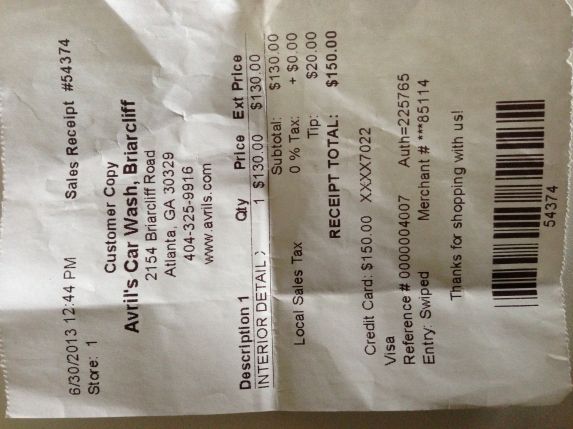 6/30/2013 12:44 PM Sales Receipt #54374
Store: 1
Customer Copy
Avril's Car Wash, Briarcliff
2154 Briarcliff Road
Atlanta, GA 30329
404-325-9916
www.avrils.com
Description 1 Qty Price Ext Price
INTERIOR DETAIL 1 $130.00 $130.00
Subtotal: $130.00
Local Sales Tax 0 % Tax: + $0.00
Tip: $20.00
RECEIPT TOTAL: $150.00
Credit Card: $150.00 XXXX7022
Visa
Reference # 0000004007 Auth=225765
Entry: Swiped Merchant # ***85114
Thanks for shopping with us!
54374